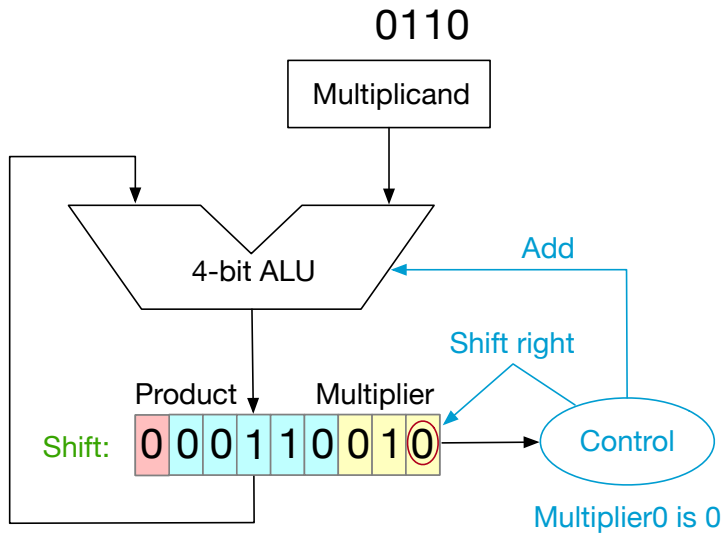 0110
Multiplicand
4-bit ALU
Add
Shift right
Product Multiplier
Shift: 0 0 0 1 1 0 0 1 0
Control
Multiplier0 is 0